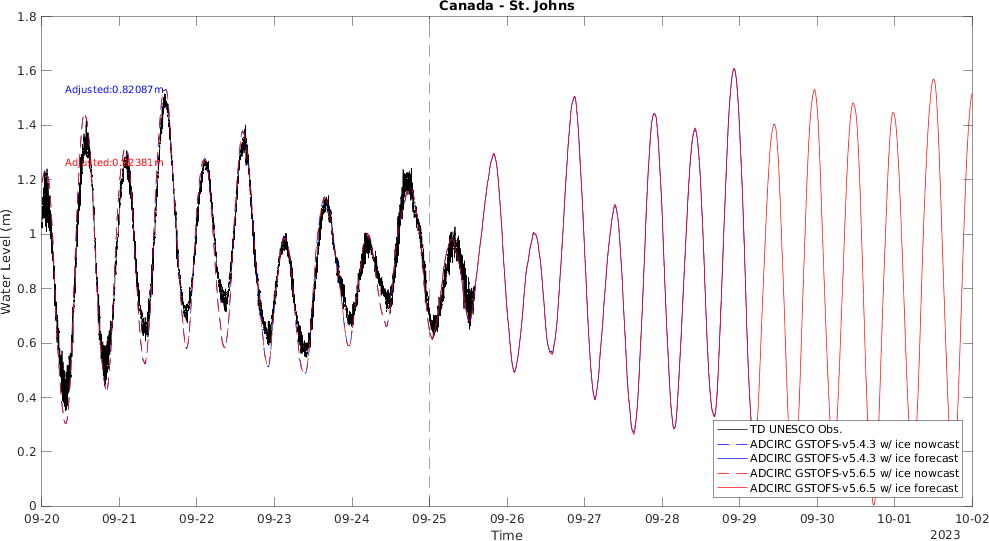 Canada - St. Johns
1.8
1.6
1.4
1.2
1
0.8
0.6
0.4
0.2
0
Water Level (m)
Adjusted:0.82087m
Adjusted:0.82381m
TD UNESCO Obs.
ADCIRC GSTOFS-v5.4.3 w/ ice nowcast
ADCIRC GSTOFS-v5.4.3 w/ ice forecast
ADCIRC GSTOFS-v5.6.5 w/ ice nowcast
ADCIRC GSTOFS-v5.6.5 w/ ice forecast
09-20 09-21 09-22 09-23 09-24 09-25 09-26 09-27 09-28 09-29 09-30 10-01 10-02
Time
2023